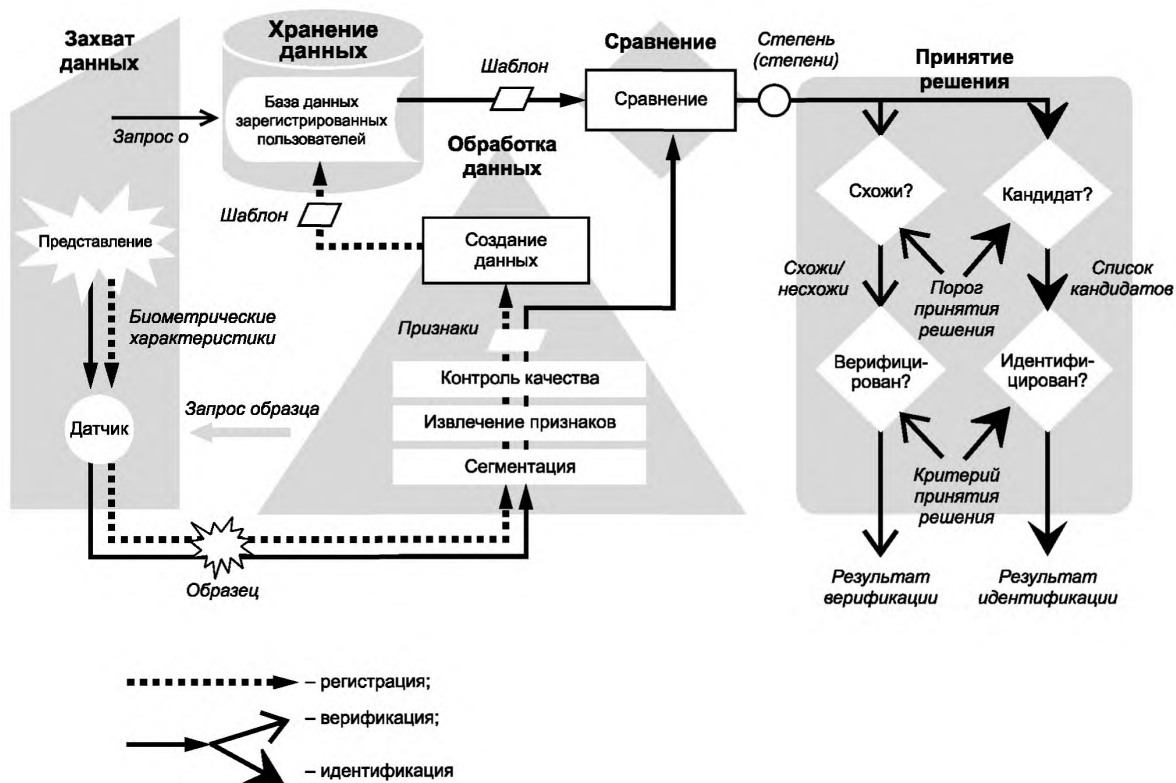 Захват
данных
Хранение
данных
База данных
зарегистрированных
пользователей
Запрос о
Шаблон
Сравнение
Сравнение
Степень
(степени)
Принятие
решения
Обработка
данных
Шаблон
Создание
данных
Представление
Биометрические
характеристики
Признаки
Контроль качества
Извлечение признаков
Сегментация
Датчик
Запрос образца
Образец
Схожи?
Кандидат?
Схожи/
несхожи
Порог
принятия
решения
Список
кандидатов
Верифици-
рован?
Идентифи-
цирован?
Критерий
принятия
решения
Результат
верификации
Результат
идентификации
– регистрация;
– верификация;
– идентификация